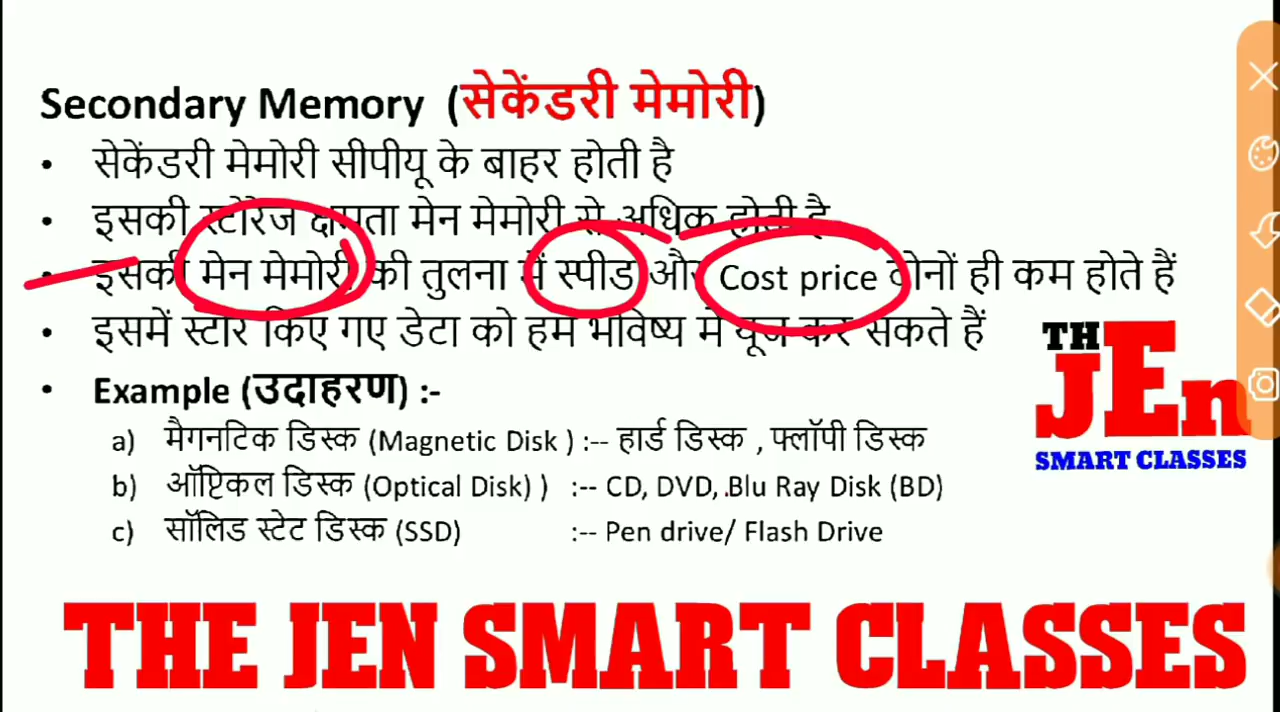 Secondary Memory (सेकेंडरी मेमोरी)
• सेकेंडरी मेमोरी सीपीयू के बाहर होती है
• इसकी स्टोरेज क्षमता मेन मेमोरी से अधिक होती है
• इसकी मेन मेमोरी की तुलना में स्पीड और Cost price दोनों ही कम होते हैं
• इसमें स्टोर किए गए डेटा को हम भविष्य में यूज कर सकते हैं
• Example (उदाहरण) :-
a) मैगनटिक डिस्क (Magnetic Disk ) :-- हार्ड डिस्क , फ्लॉपी डिस्क
b) ऑप्टिकल डिस्क (Optical Disk) ) :-- CD, DVD, .Blu Ray Disk (BD)
c) सॉलिड स्टेट डिस्क (SSD) :-- Pen drive/ Flash Drive
TH
JEn
SMART CLASSES
THE JEN SMART CLASSES